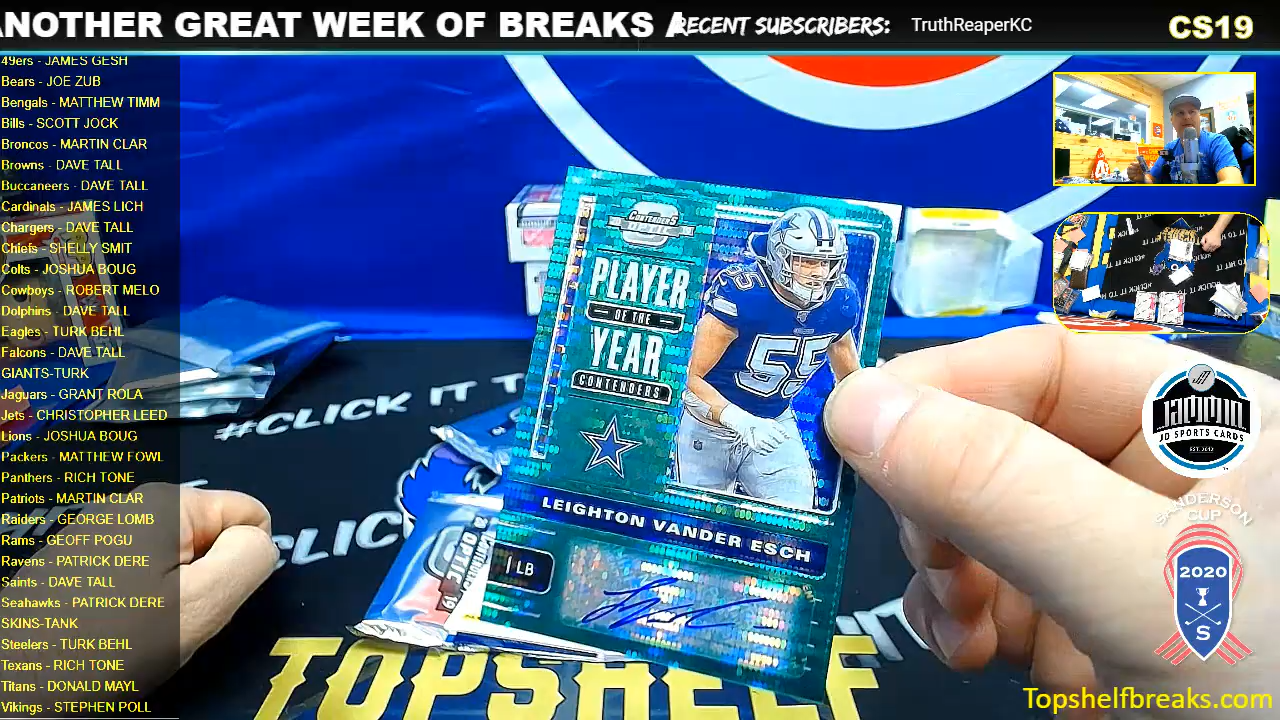 ANOTHER GREAT WEEK OF BREAKS A
RECENT SUBSCRIBERS:
TruthReaperKC
CS19
49ers - JAMES GESH
Bears - JOE ZUB
Bengals - MATTHEW TIMM
Bills - SCOTT JOCK
Broncos - MARTIN CLAR
Browns - DAVE TALL
Buccaneers - DAVE TALL
Cardinals - JAMES LICH
Chargers - DAVE TALL
Chiefs - SHELLY SMIT
Colts - JOSHUA BOUG
Cowboys - ROBERT MELO
Dolphins - DAVE TALL
Eagles - TURK BEHL
Falcons - DAVE TALL
GIANTS-TURK
Jaguars - GRANT ROLA
Jets - CHRISTOPHER LEED
Lions - JOSHUA BOUG
Packers - MATTHEW FOWL
Panthers - RICH TONE
Patriots - MARTIN CLAR
Raiders - GEORGE LOMB
Rams - GEOFF POGU
Ravens - PATRICK DERE
Saints - DAVE TALL
Seahawks - PATRICK DERE
SKINS-TANK
Steelers - TURK BEHL
Texans - RICH TONE
Titans - DONALD MAYL
Vikings - STEPHEN POLL
CONTENDERS
PLAYER
OF THE
YEAR
CONTENDERS
55
LEIGHTON VANDER ESCH
LB
#CLICK IT T
CLIC
OPTIC
TOPSHELF
JD
JAMMIN
JD SPORTS CARDS
EST. 2012
SANDERSON
CUP
2020
S
Topshelfbreaks.com